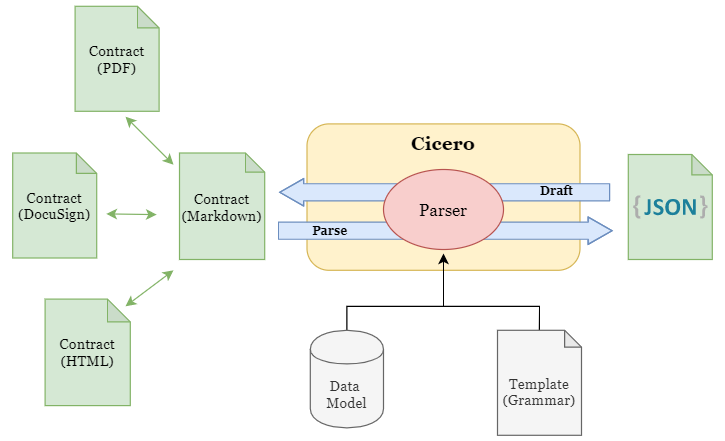 Contract
(PDF)
Contract
(DocuSign)
Contract
(Markdown)
Contract
(HTML)
Cicero
Draft
Parser
Parse
{JSON}
Data
Model
Template
(Grammar)